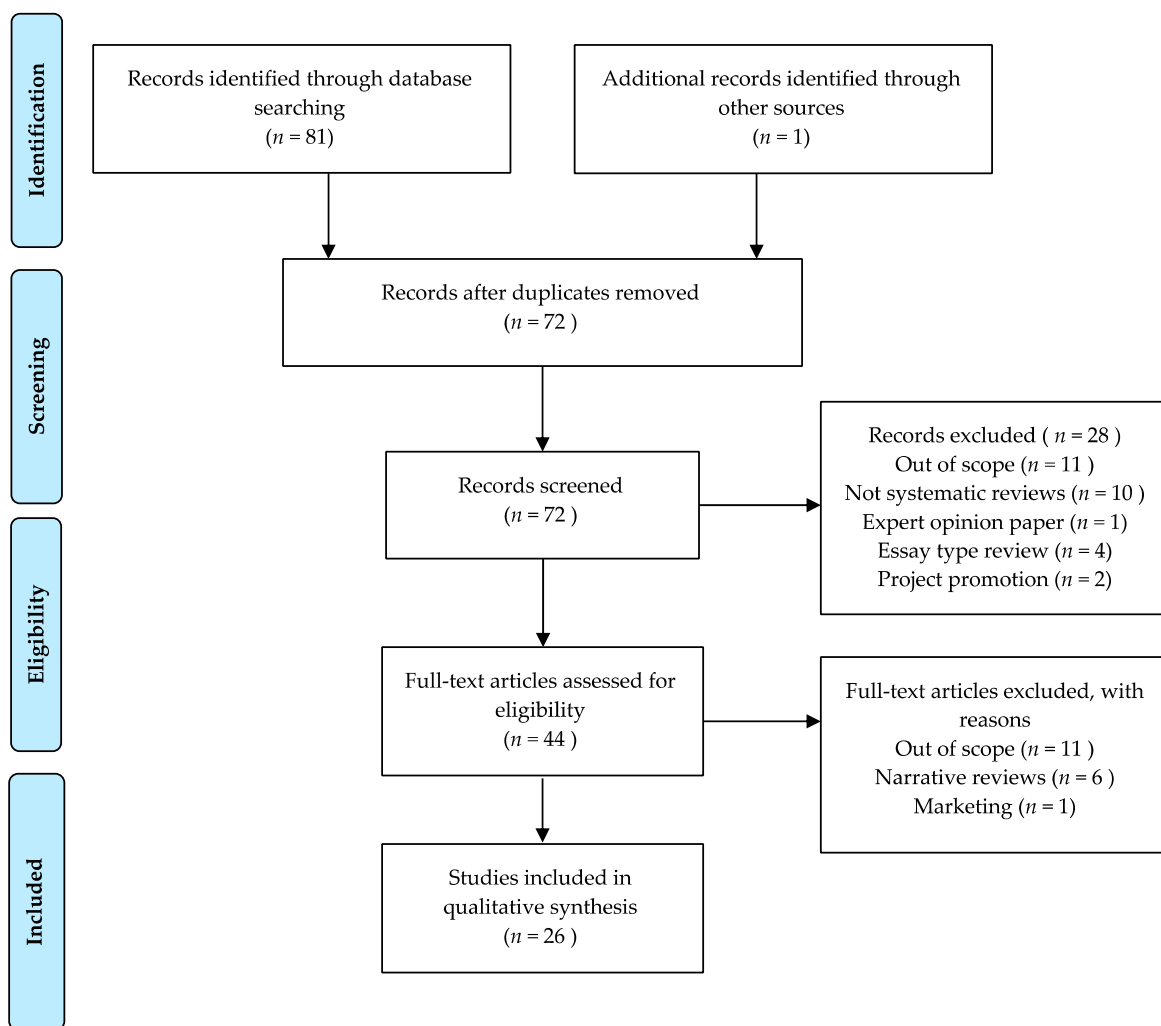 Identification
Records identified through database
searching
(n = 81)
Additional records identified through
other sources
(n = 1)
Screening
Records after duplicates removed
(n = 72 )
Records screened
(n = 72 )
Records excluded ( n = 28 )
Out of scope (n = 11 )
Not systematic reviews (n = 10 )
Expert opinion paper (n = 1)
Essay type review (n = 4)
Project promotion (n = 2)
Eligibility
Full-text articles assessed for
eligibility
(n = 44 )
Full-text articles excluded, with
reasons
Out of scope (n = 11 )
Narrative reviews (n = 6 )
Marketing (n = 1)
Included
Studies included in
qualitative synthesis
(n = 26 )